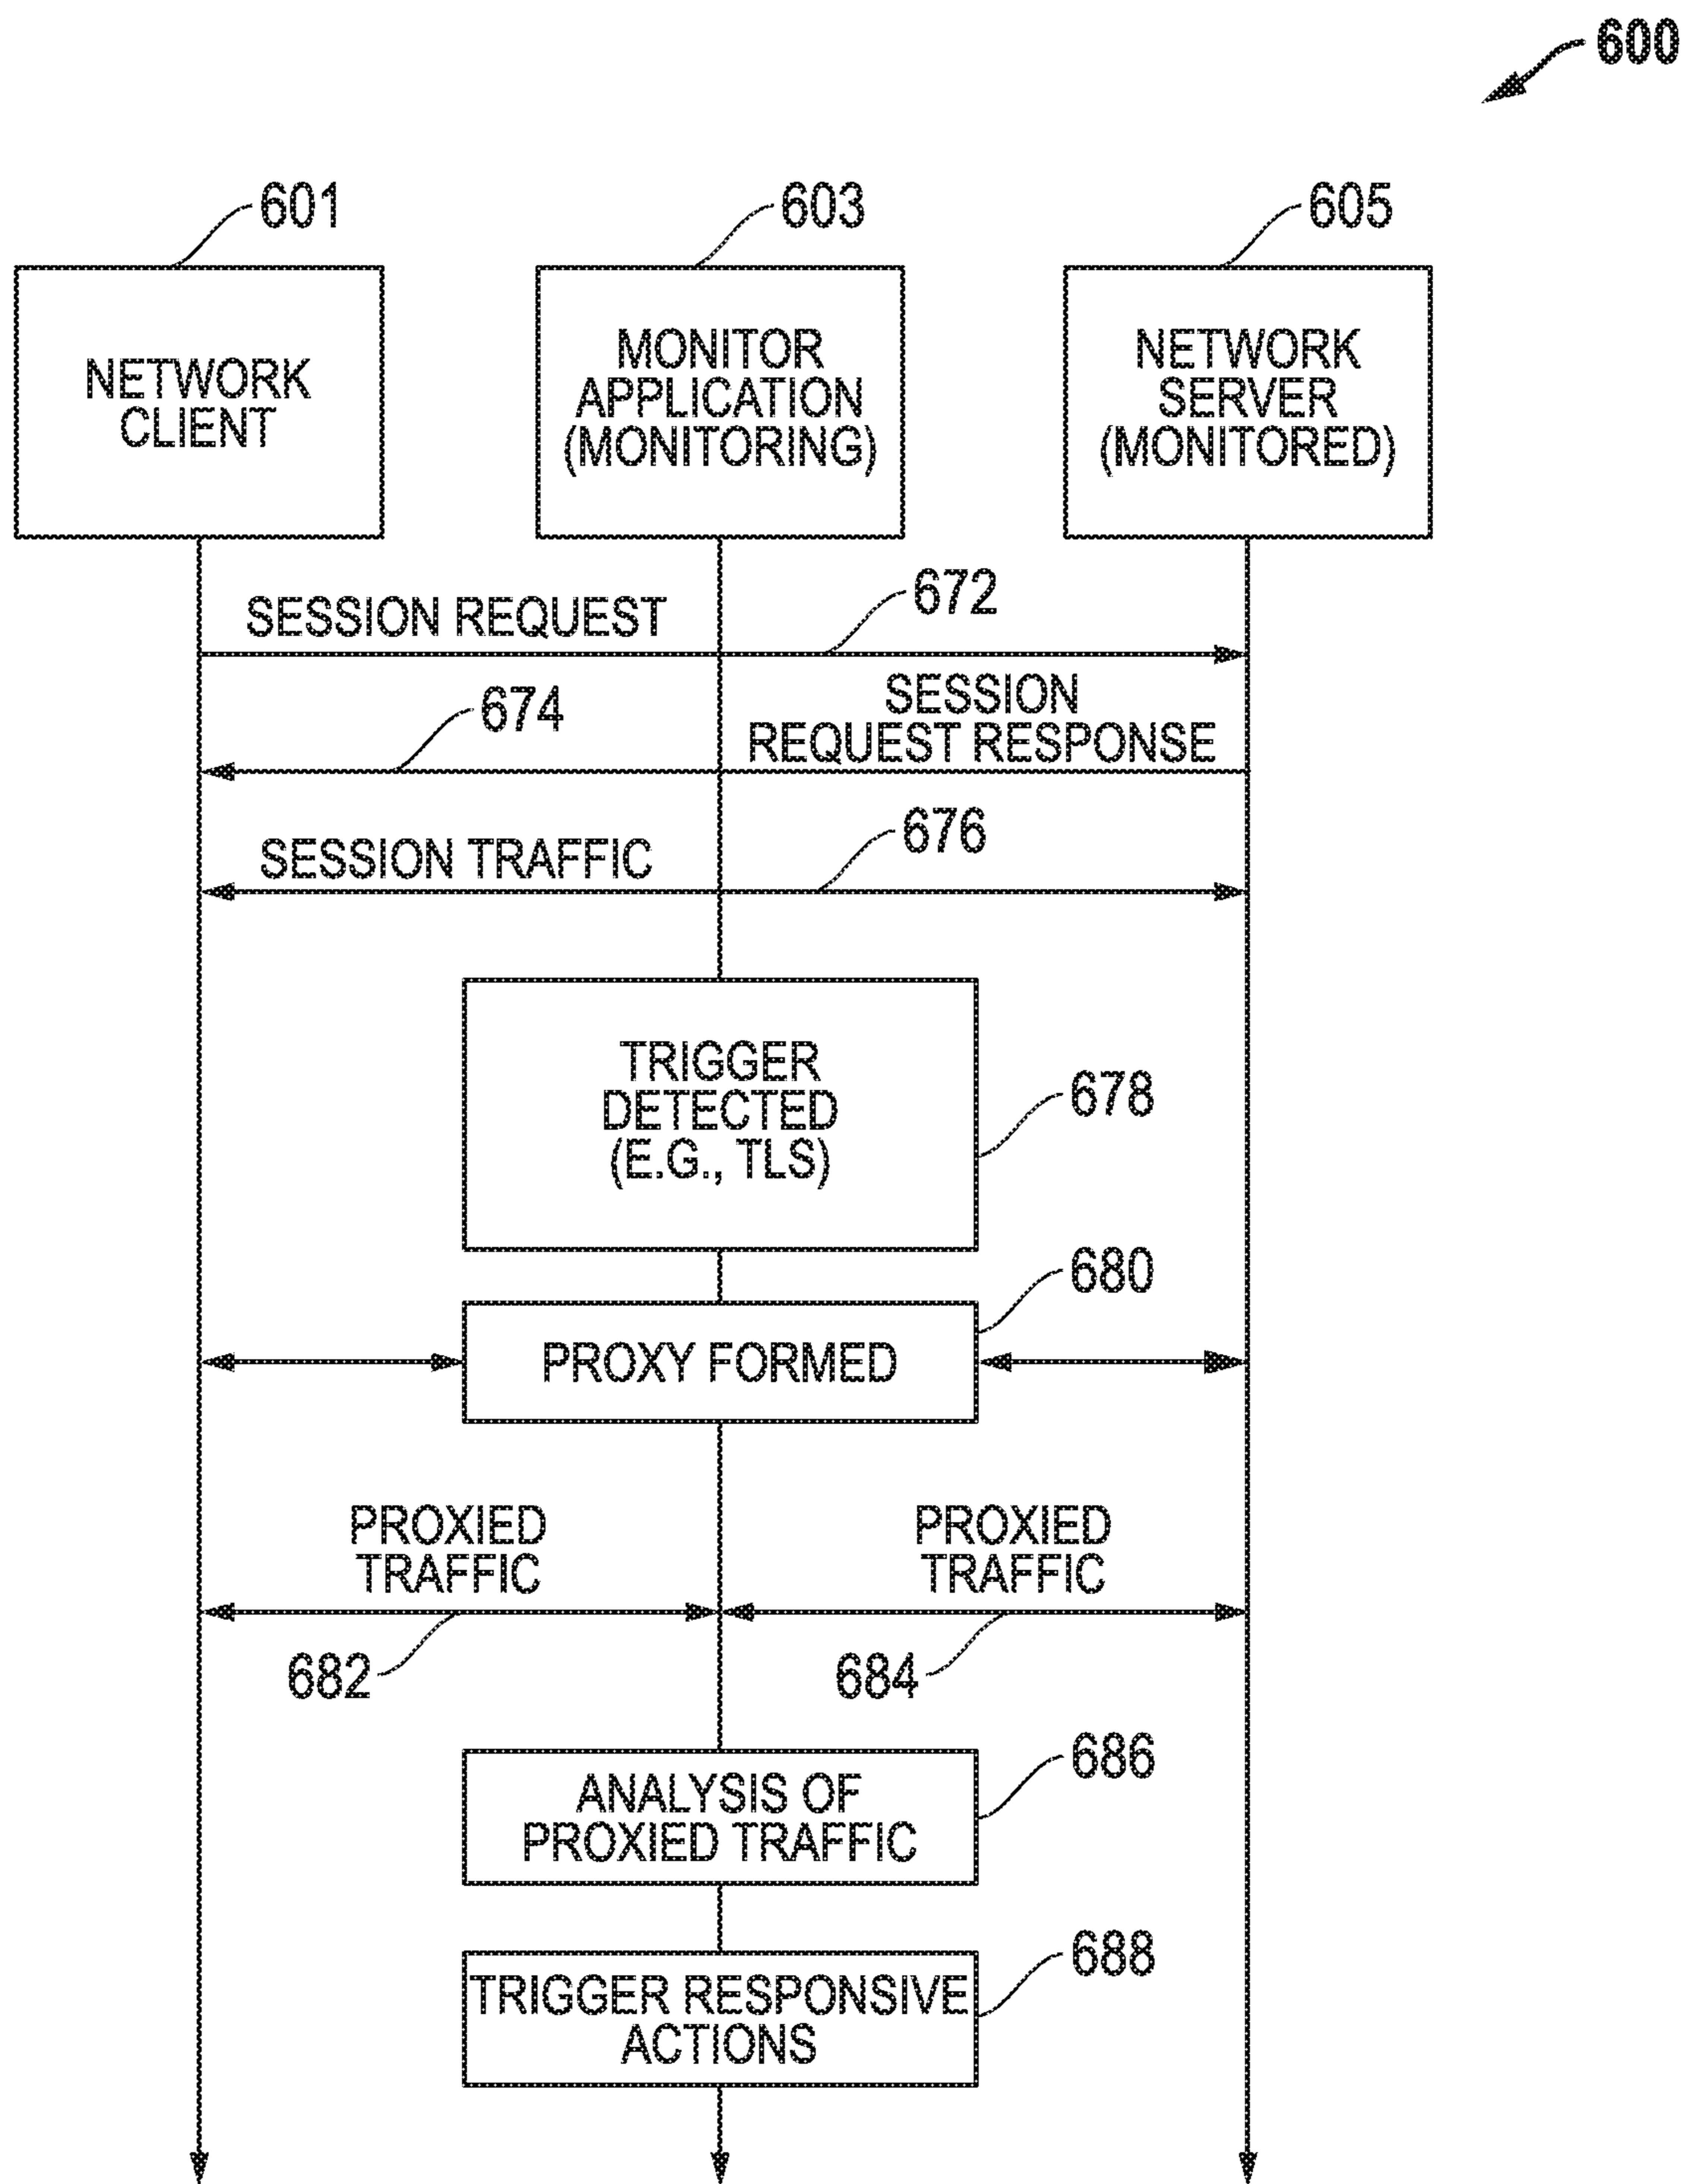 600
601
603
605
NETWORK
CLIENT
MONITOR
APPLICATION
(MONITORING)
NETWORK
SERVER
(MONITORED)
SESSION REQUEST
672
674
SESSION
REQUEST RESPONSE
SESSION TRAFFIC
676
TRIGGER
DETECTED
(E.G., TLS)
678
680
PROXY FORMED
PROXIED
TRAFFIC
PROXIED
TRAFFIC
682
684
ANALYSIS OF
PROXIED TRAFFIC
686
TRIGGER RESPONSIVE
ACTIONS
688